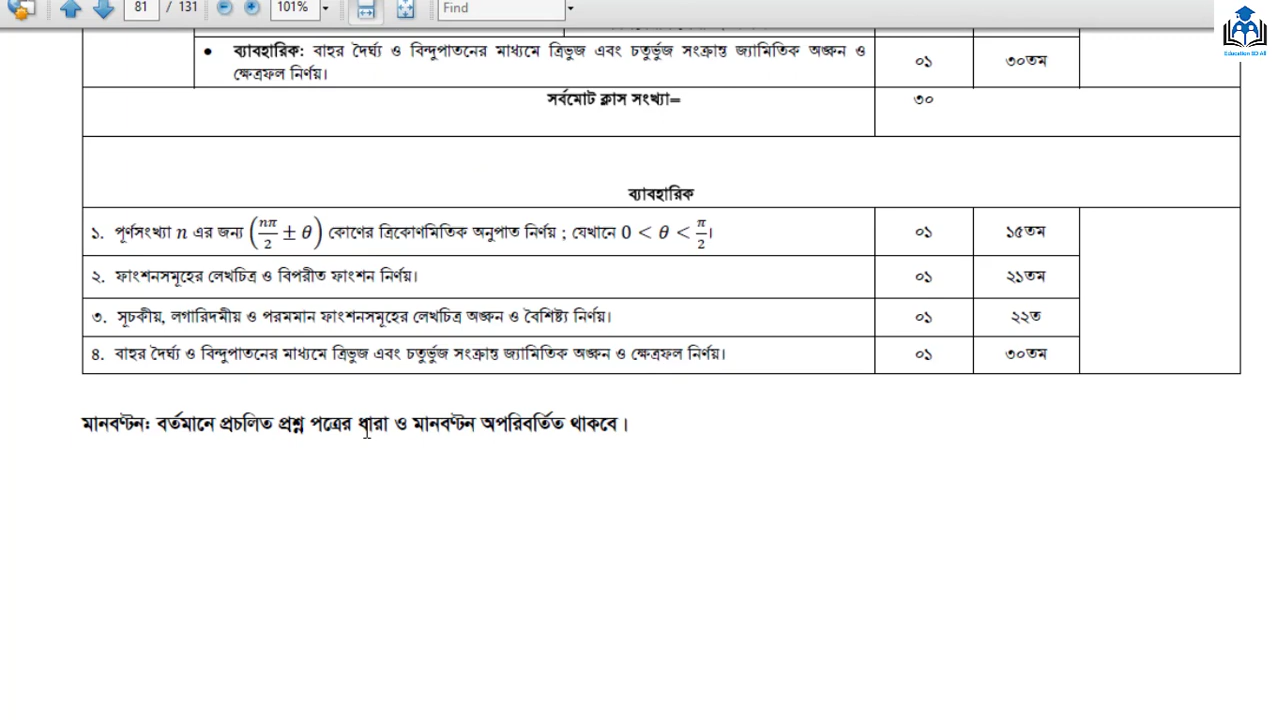 81 / 131 101% Find
Education BD All
• ব্যাবহারিক: বাহুর দৈর্ঘ্য ও বিন্দুপাতনের মাধ্যমে ত্রিভুজ এবং চতুর্ভুজ সংক্রান্ত জ্যামিতিক অঙ্কন ও ০১ ৩০তম
ক্ষেত্রফল নির্ণয়।
সর্বমোট ক্লাস সংখ্যা= ৩০
ব্যাবহারিক
১. পূর্ণসংখ্যা n এর জন্য (nπ/2 ± θ) কোণের ত্রিকোণমিতিক অনুপাত নির্ণয় ; যেখানে 0 < θ < π/2। ০১ ১৫তম
২. ফাংশনসমূহের লেখচিত্র ও বিপরীত ফাংশন নির্ণয়। ০১ ২১তম
৩. সূচকীয়, লগারিদমীয় ও পরমমান ফাংশনসমূহের লেখচিত্র অঙ্কন ও বৈশিষ্ট্য নির্ণয়। ০১ ২২ত
৪. বাহুর দৈর্ঘ্য ও বিন্দুপাতনের মাধ্যমে ত্রিভুজ এবং চতুর্ভুজ সংক্রান্ত জ্যামিতিক অঙ্কন ও ক্ষেত্রফল নির্ণয়। ০১ ৩০তম
মানবণ্টন: বর্তমানে প্রচলিত প্রশ্ন পত্রের ধারা ও মানবণ্টন অপরিবর্তিত থাকবে।